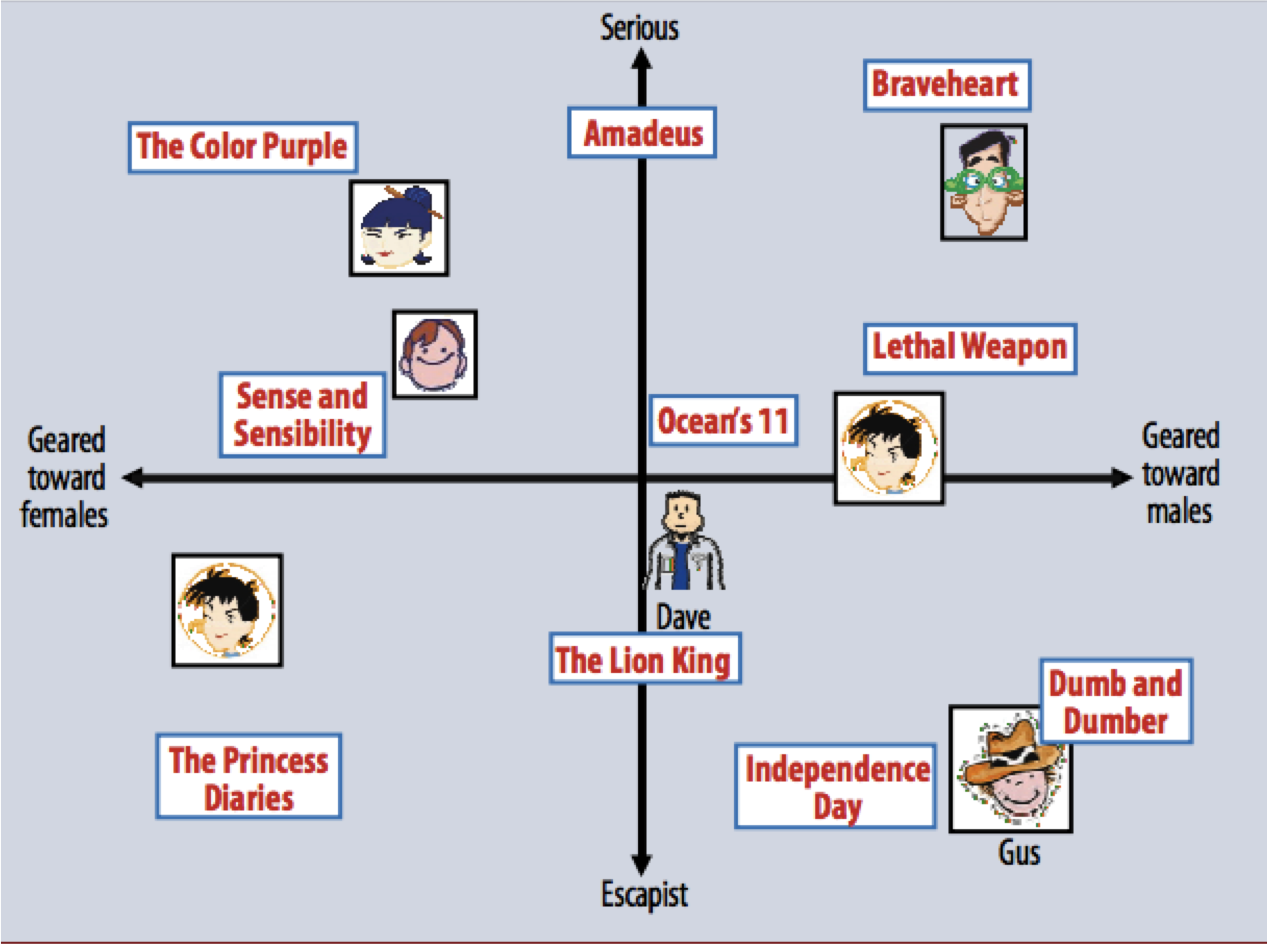 Serious
Braveheart
Amadeus
The Color Purple
Lethal Weapon
Sense and
Sensibility
Ocean's 11
Geared
toward
females
Geared
toward
males
Dave
The Lion King
Dumb and
Dumber
The Princess
Diaries
Independence
Day
Gus
Escapist